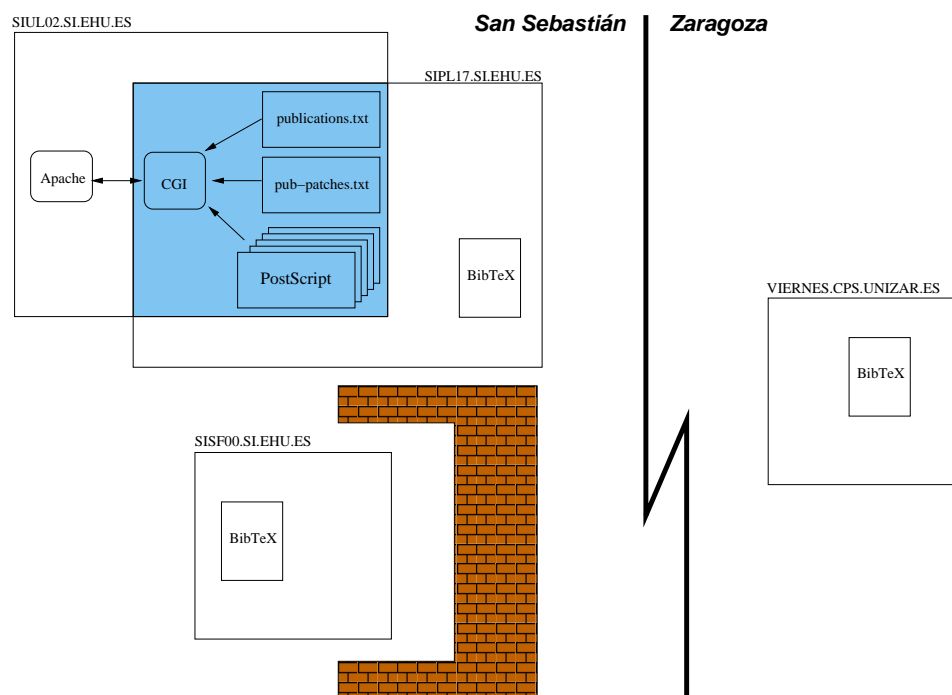 SIUL02.SI.EHU.ES
San Sebastián
Zaragoza
SIPL17.SI.EHU.ES
publications.txt
Apache
CGI
pub−patches.txt
PostScript
BibTeX
VIERNES.CPS.UNIZAR.ES
BibTeX
SISF00.SI.EHU.ES
BibTeX